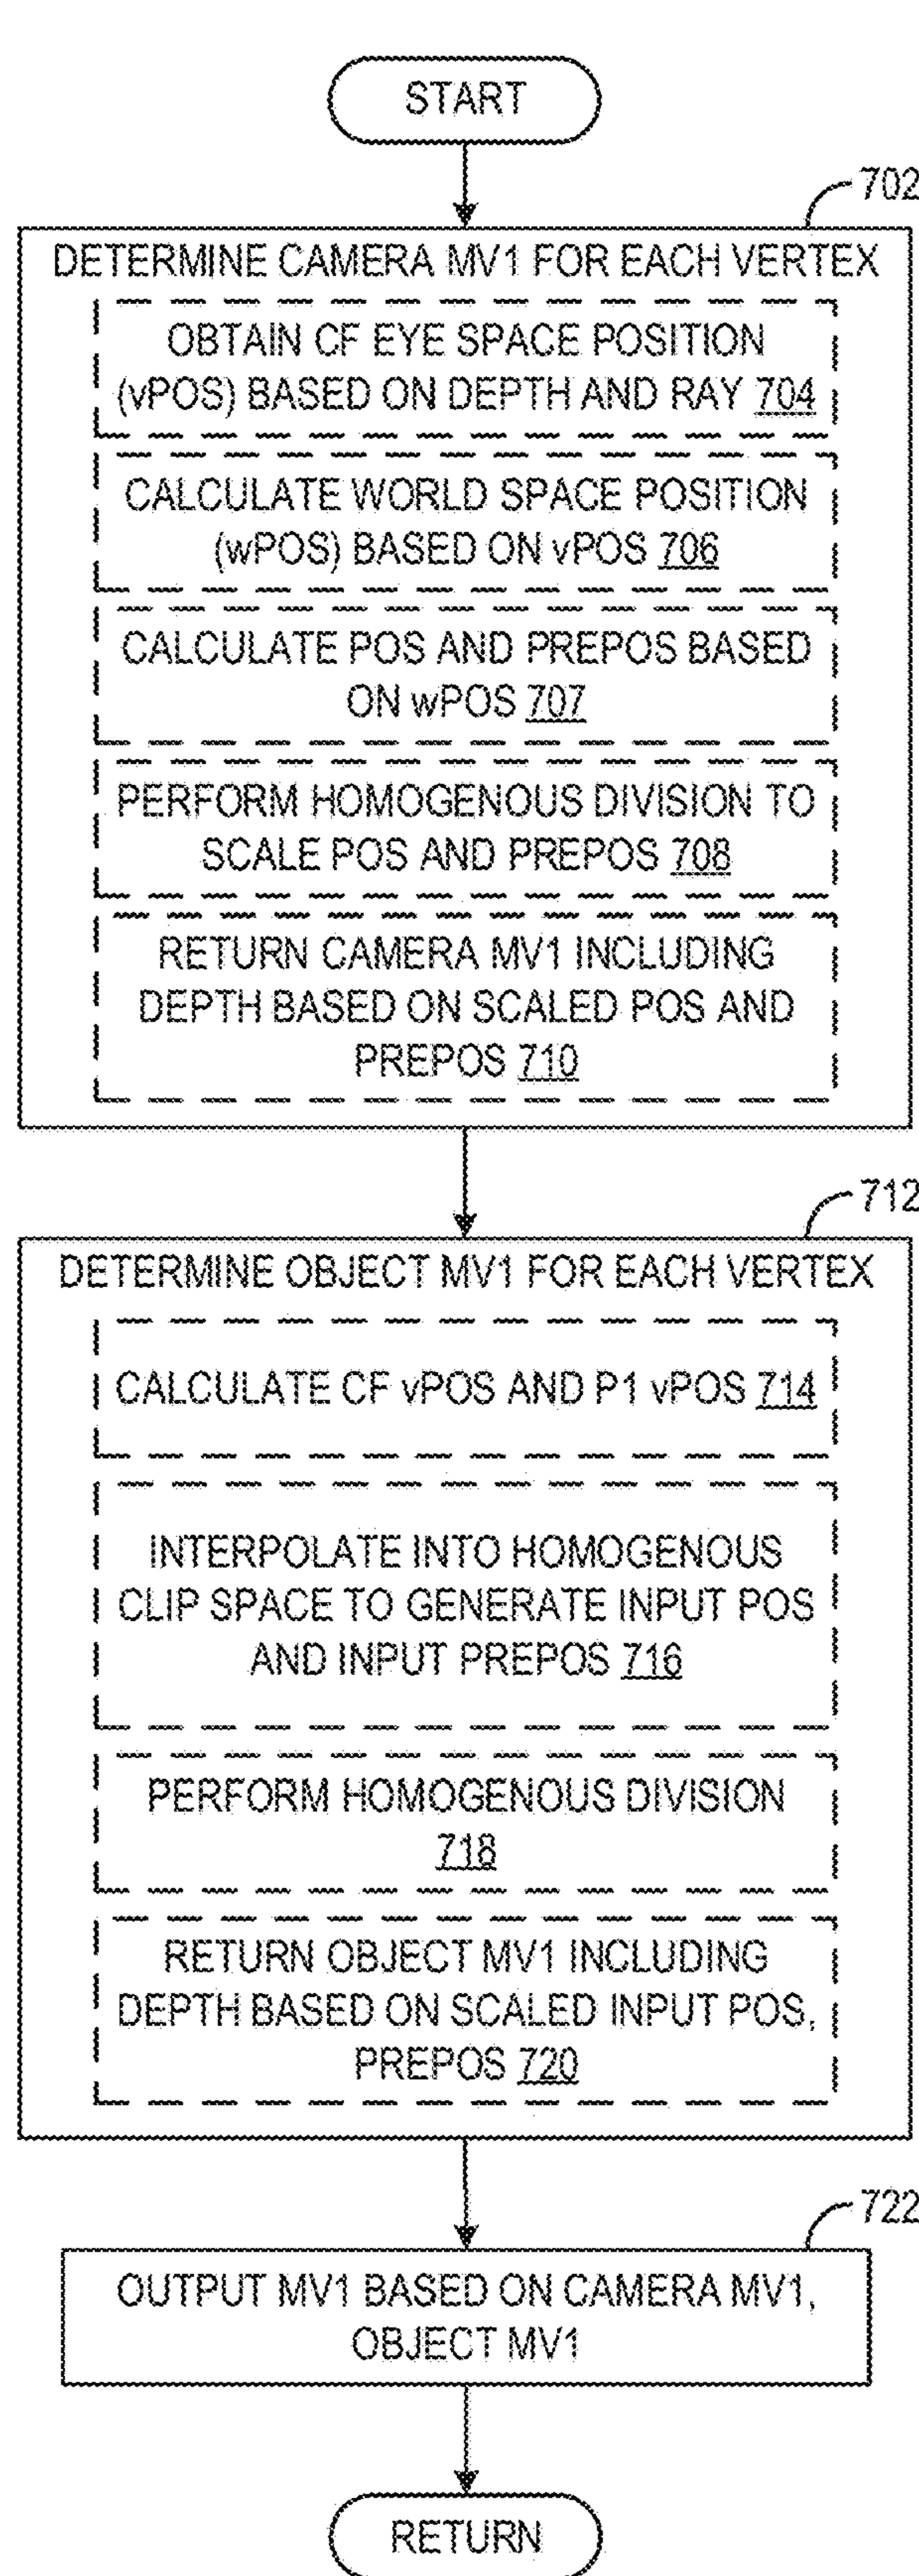 START
702
DETERMINE CAMERA MV1 FOR EACH VERTEX
OBTAIN CF EYE SPACE POSITION
(vPOS) BASED ON DEPTH AND RAY 704
CALCULATE WORLD SPACE POSITION
(wPOS) BASED ON vPOS 706
CALCULATE POS AND PREPOS BASED
ON wPOS 707
PERFORM HOMOGENOUS DIVISION TO
SCALE POS AND PREPOS 708
RETURN CAMERA MV1 INCLUDING
DEPTH BASED ON SCALED POS AND
PREPOS 710
712
DETERMINE OBJECT MV1 FOR EACH VERTEX
CALCULATE CF vPOS AND P1 vPOS 714
INTERPOLATE INTO HOMOGENOUS
CLIP SPACE TO GENERATE INPUT POS
AND INPUT PREPOS 716
PERFORM HOMOGENOUS DIVISION
718
RETURN OBJECT MV1 INCLUDING
DEPTH BASED ON SCALED INPUT POS,
PREPOS 720
722
OUTPUT MV1 BASED ON CAMERA MV1,
OBJECT MV1
RETURN